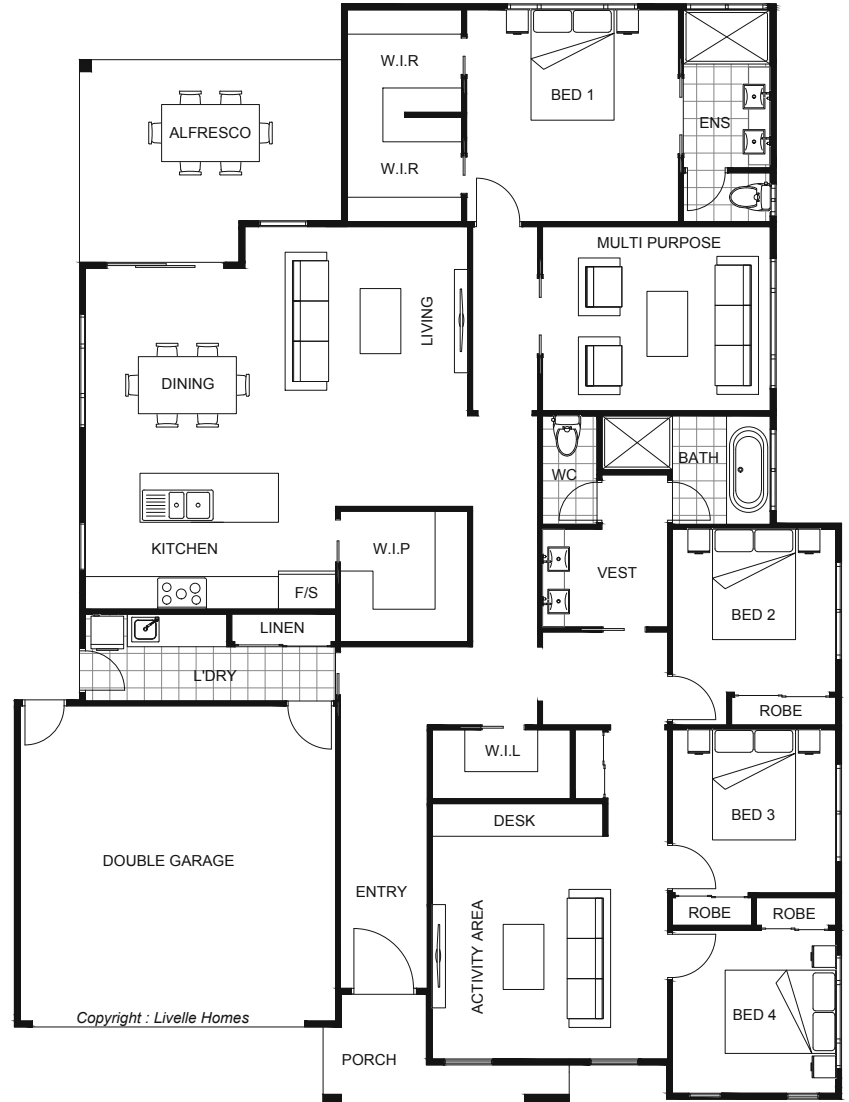 W.I.R
BED 1
ENS
ALFRESCO
W.I.R
MULTI PURPOSE
LIVING
DINING
WC
BATH
KITCHEN
W.I.P
VEST
F/S
BED 2
LINEN
L'DRY
ROBE
W.I.L
DESK
BED 3
DOUBLE GARAGE
ENTRY
ACTIVITY AREA
ROBE
ROBE
BED 4
Copyright : Livelle Homes
PORCH